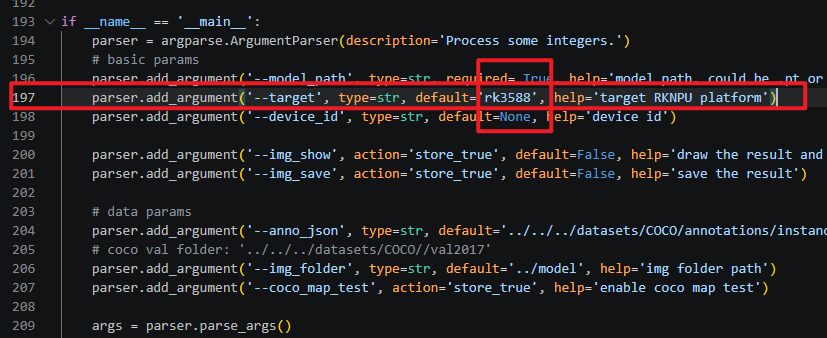 192
193 if __name__ == '__main__':
194 parser = argparse.ArgumentParser(description='Process some integers.')
195 # basic params
196 parser.add_argument('--model_path', type=str, required= True, help='model path, could be .pt or
197 parser.add_argument('--target', type=str, default='rk3588', help='target RKNPU platform')
198 parser.add_argument('--device_id', type=str, default=None, help='device id')
199
200 parser.add_argument('--img_show', action='store_true', default=False, help='draw the result and
201 parser.add_argument('--img_save', action='store_true', default=False, help='save the result')
202
203 # data params
204 parser.add_argument('--anno_json', type=str, default='../../../datasets/COCO/annotations/instanc
205 # coco val folder: '../../../datasets/COCO//val2017'
206 parser.add_argument('--img_folder', type=str, default='../model', help='img folder path')
207 parser.add_argument('--coco_map_test', action='store_true', help='enable coco map test')
208
209 args = parser.parse_args()